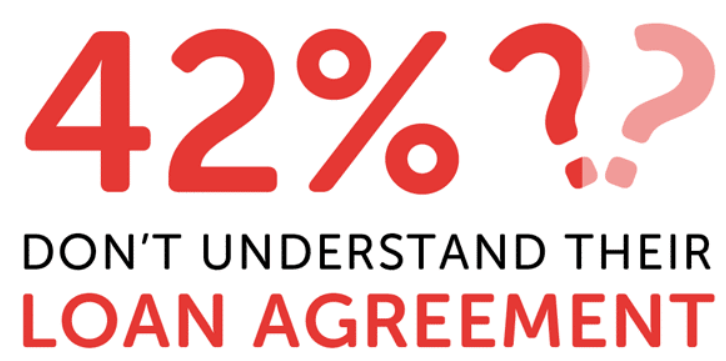 42%??
DON'T UNDERSTAND THEIR
LOAN AGREEMENT